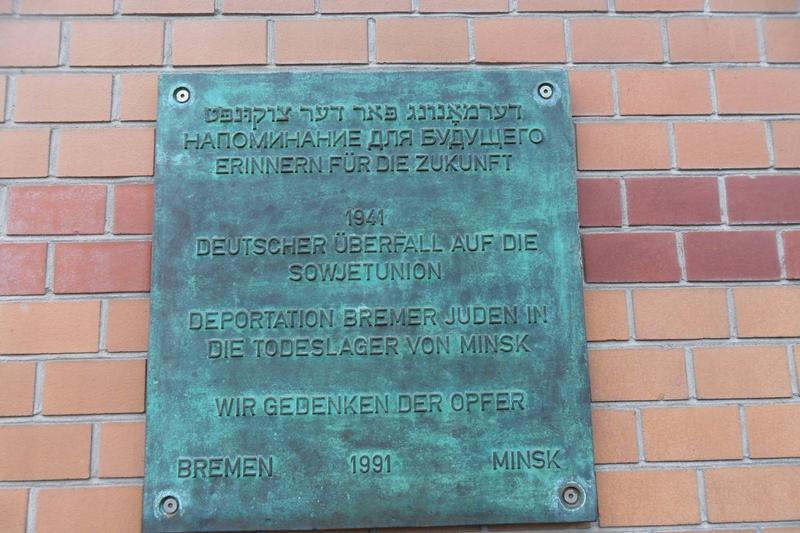 דערמאָנונג פאר דער צוקונפט
НАПОМИНАНИЕ ДЛЯ БУДУЩЕГО
ERINNERN FÜR DIE ZUKUNFT
1941
DEUTSCHER ÜBERFALL AUF DIE
SOWJETUNION
DEPORTATION BREMER JUDEN IN
DIE TODESLAGER VON MINSK
WIR GEDENKEN DER OPFER
BREMEN 1991 MINSK